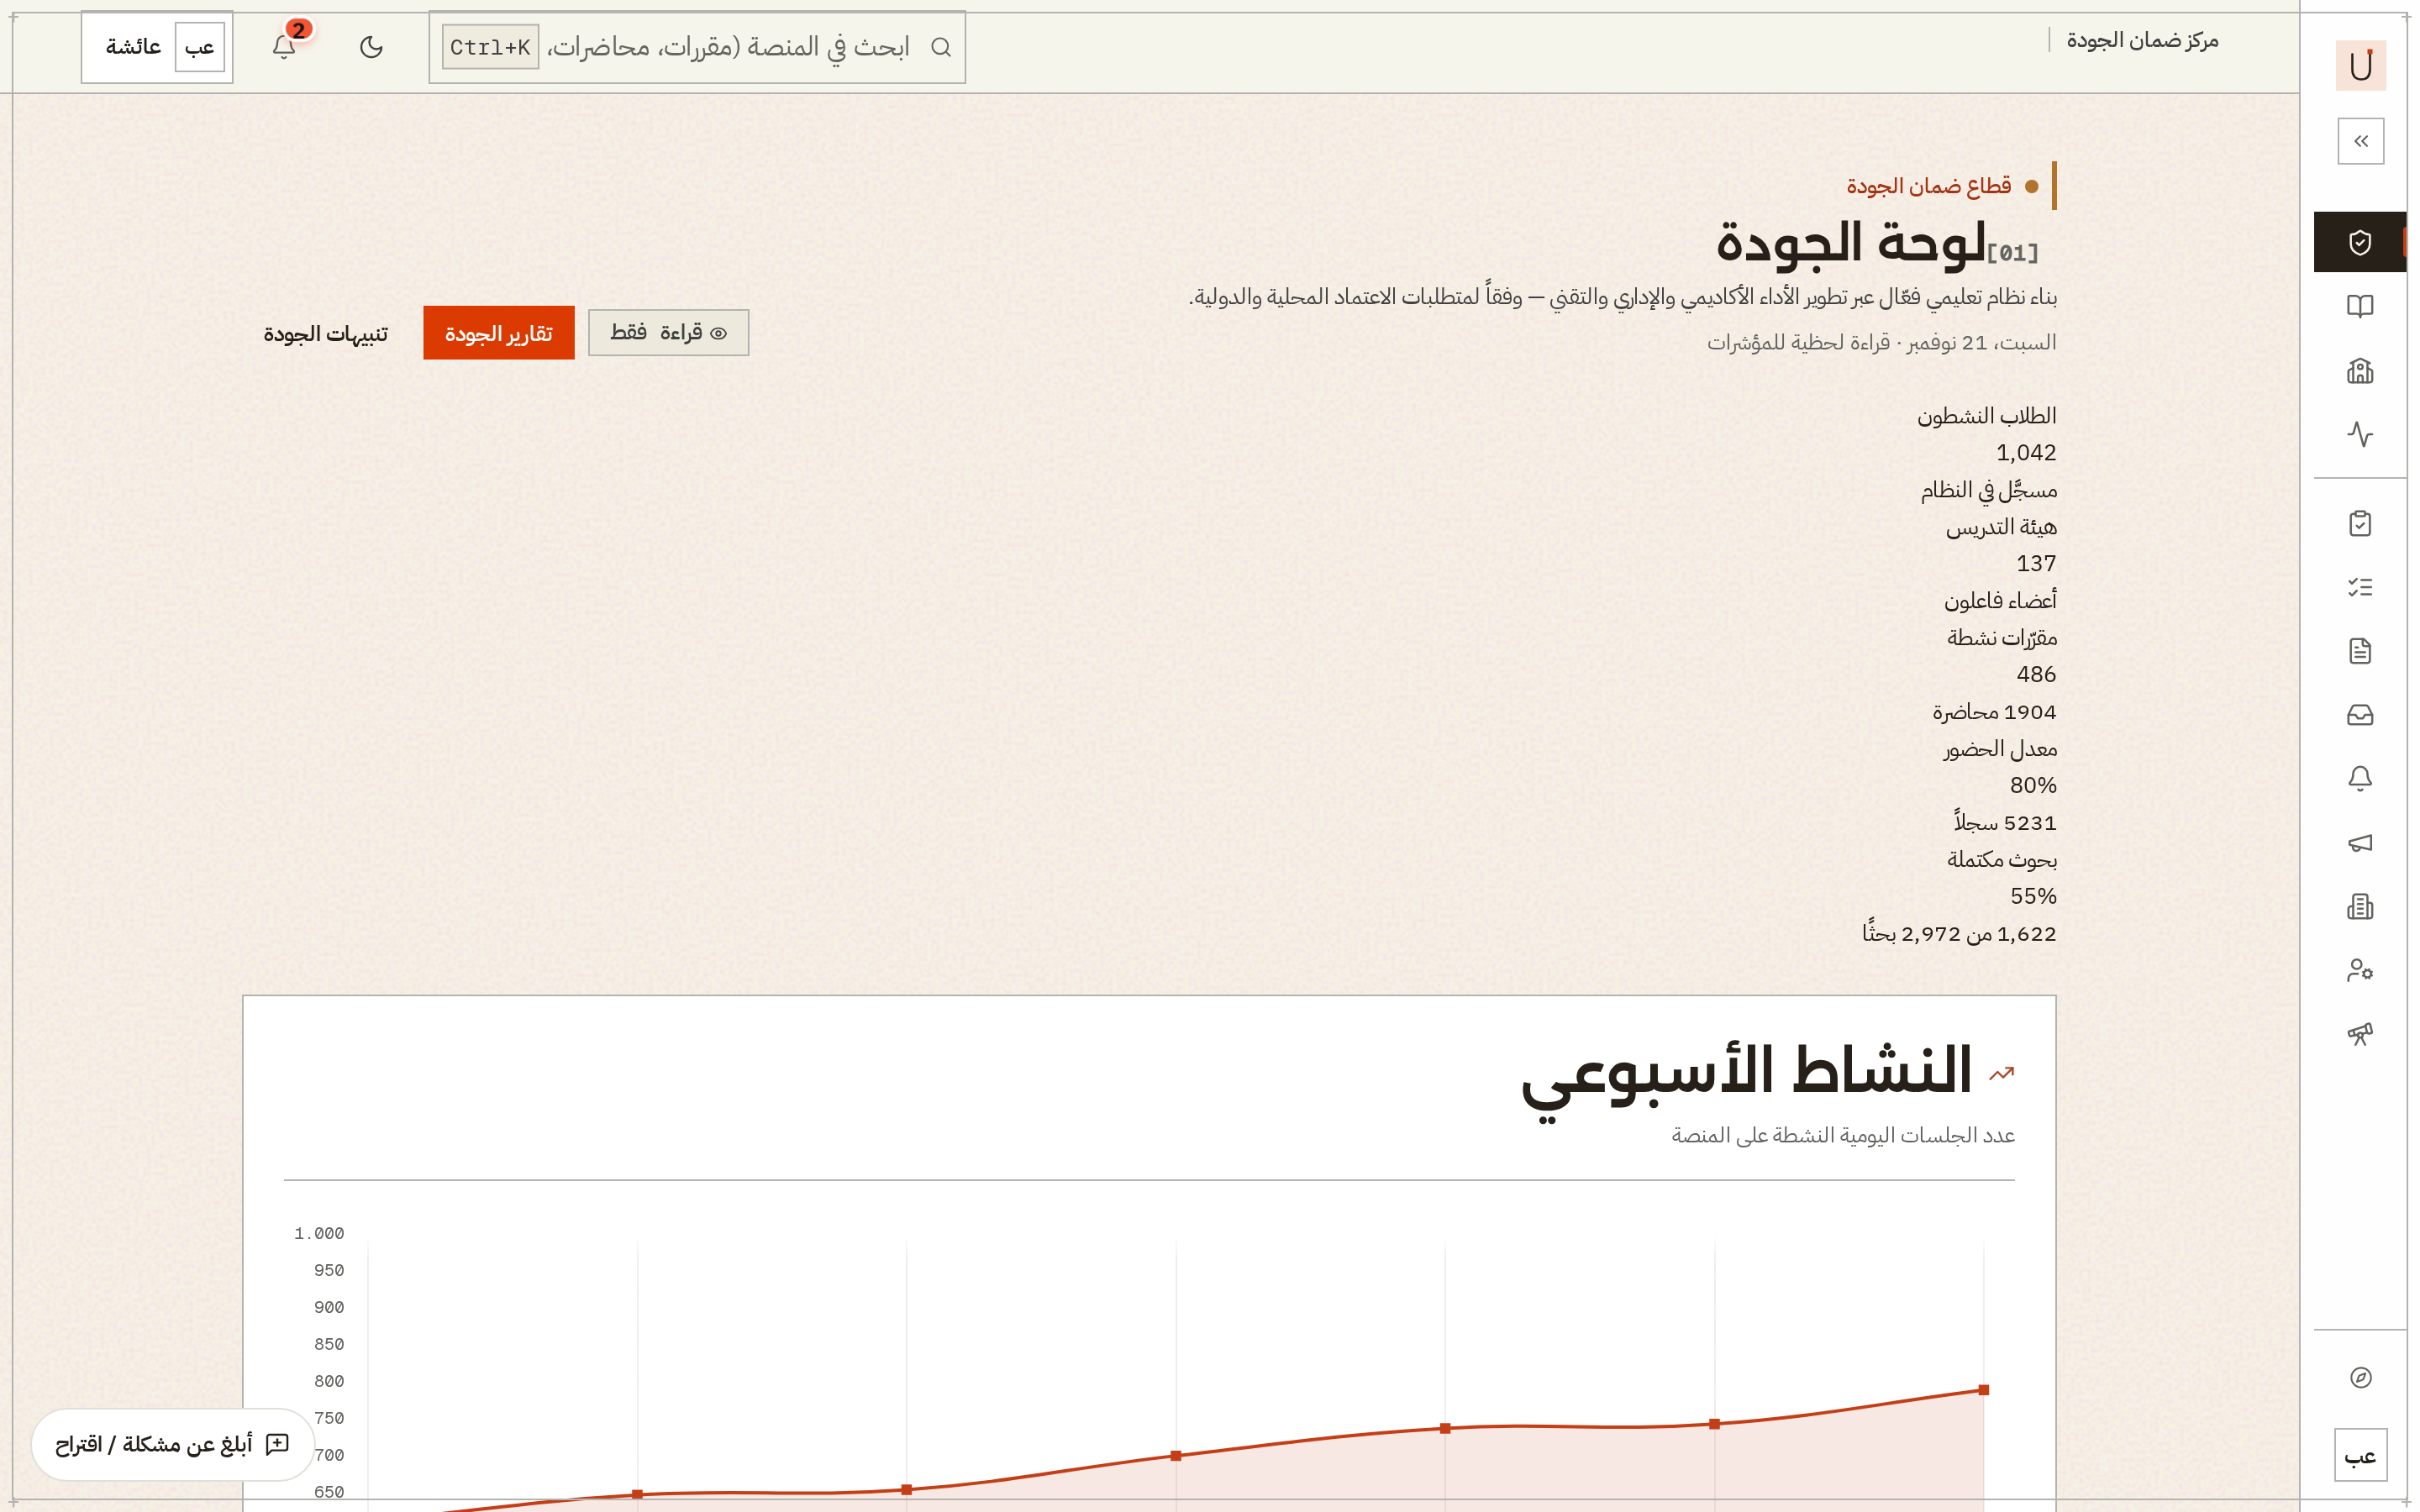 مركز ضمان الجودة
ابحث في المنصة (مقررات، محاضرات،
Ctrl+K
2
عب
عائشة
قطاع ضمان الجودة
[01]لوحة الجودة
بناء نظام تعليمي فعّال عبر تطوير الأداء الأكاديمي والإداري والتقني — وفقاً لمتطلبات الاعتماد المحلية والدولية.
السبت، 21 نوفمبر · قراءة لحظية للمؤشرات
قراءة فقط
تقارير الجودة
تنبيهات الجودة
الطلاب النشطون
1,042
مسجَّل في النظام
هيئة التدريس
137
أعضاء فاعلون
مقرّرات نشطة
486
1904 محاضرة
معدل الحضور
80%
5231 سجلاً
بحوث مكتملة
55%
1,622 من 2,972 بحثًا
النشاط الأسبوعي
عدد الجلسات اليومية النشطة على المنصة
1.000
950
900
850
800
750
700
650
أبلغ عن مشكلة / اقتراح
عب